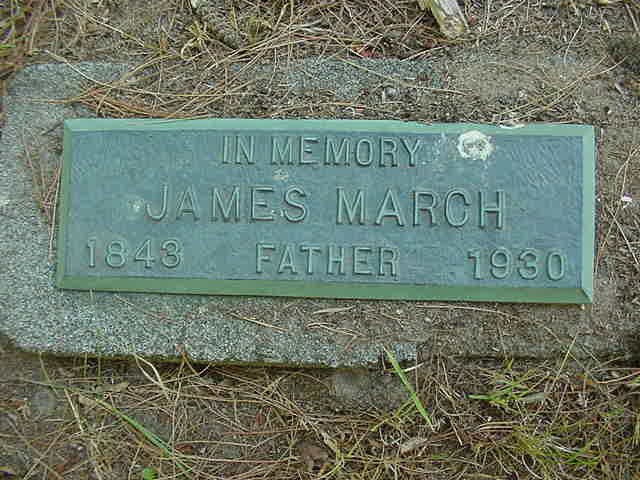 IN MEMORY
JAMES MARCH
1843 FATHER 1930